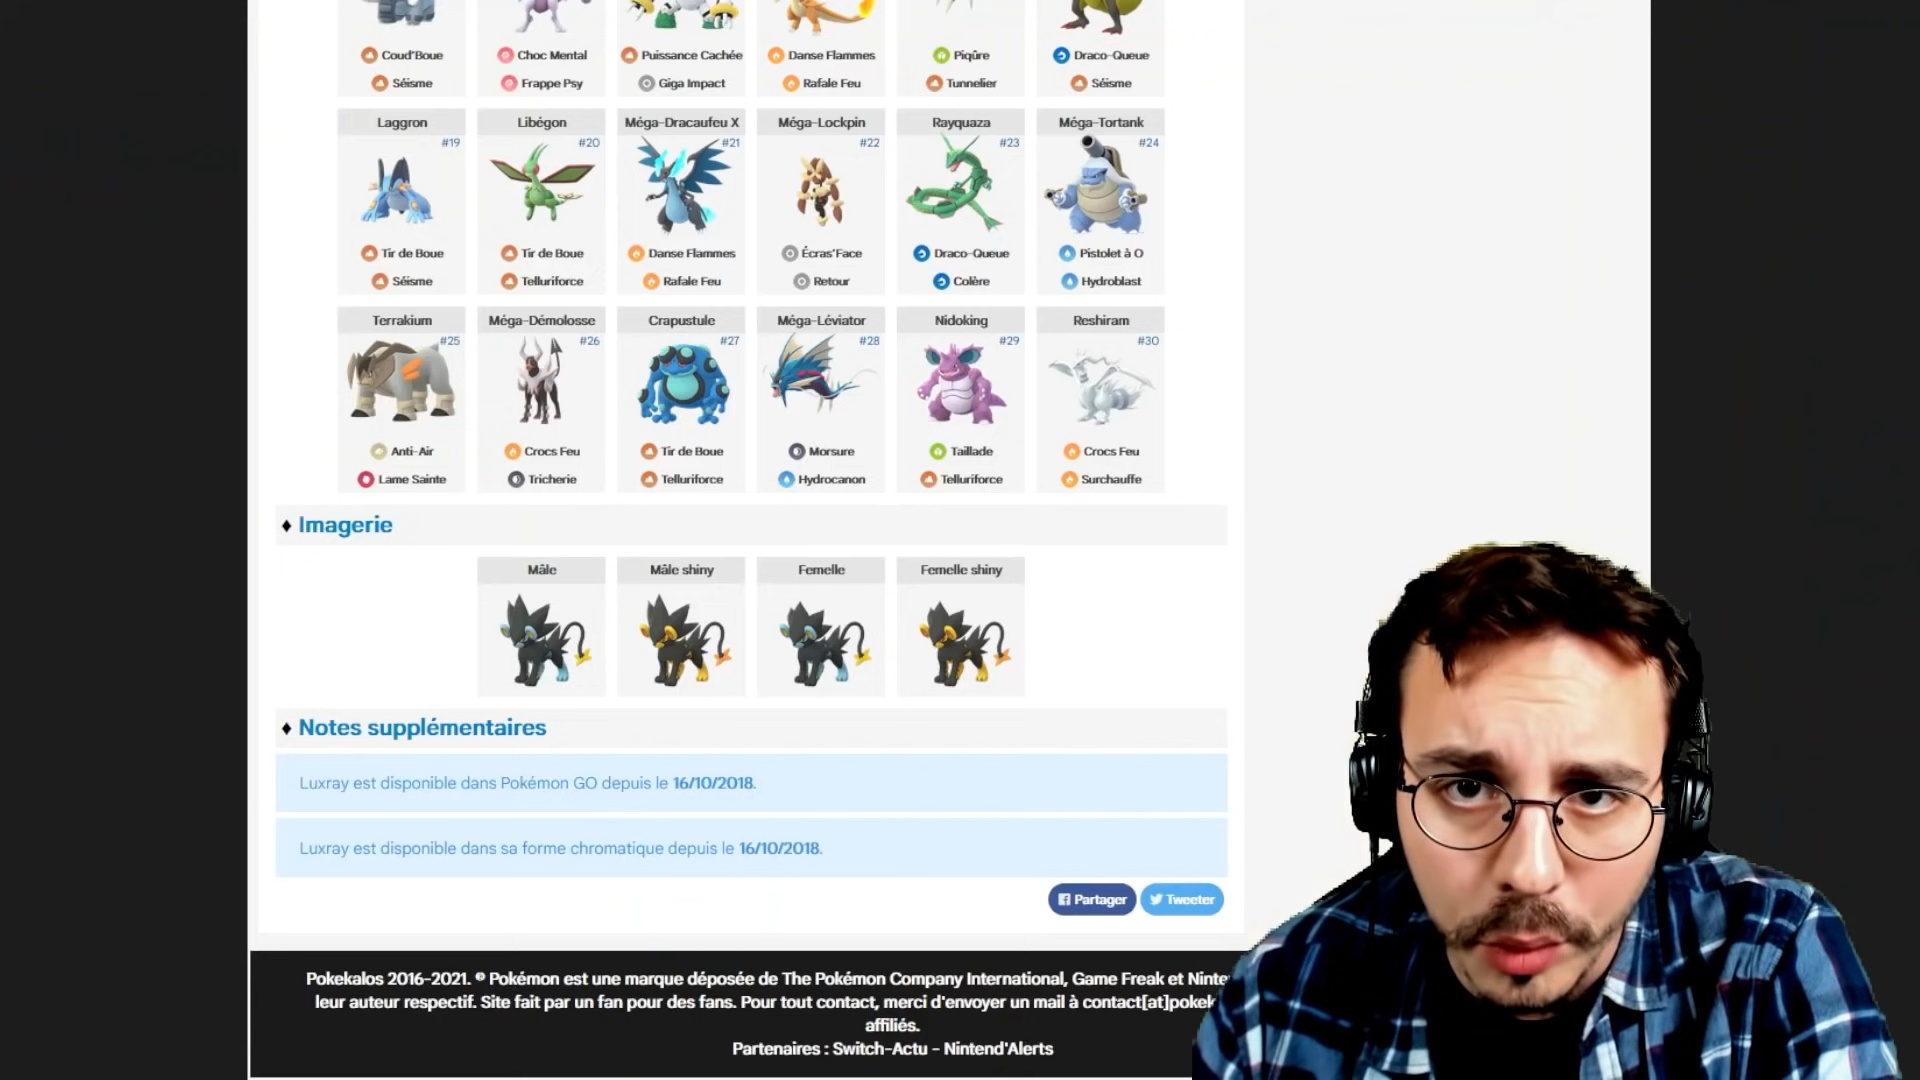 Coud'Boue
Séisme
Choc Mental
Frappe Psy
Puissance Cachée
Giga Impact
Danse Flammes
Rafale Feu
Piqûre
Tunnelier
Draco-Queue
Séisme
Laggron
#19
Tir de Boue
Séisme
Libégon
#20
Tir de Boue
Telluriforce
Méga-Dracaufeu X
#21
Danse Flammes
Rafale Feu
Méga-Lockpin
#22
Écras'Face
Retour
Rayquaza
#23
Draco-Queue
Colère
Méga-Tortank
#24
Pistolet à O
Hydroblast
Terrakium
#25
Anti-Air
Lame Sainte
Méga-Démolosse
#26
Crocs Feu
Tricherie
Crapustule
#27
Tir de Boue
Telluriforce
Méga-Léviator
#28
Morsure
Hydrocanon
Nidoking
#29
Taillade
Telluriforce
Reshiram
#30
Crocs Feu
Surchauffe
♦ Imagerie
Mâle
Mâle shiny
Femelle
Femelle shiny
♦ Notes supplémentaires
Luxray est disponible dans Pokémon GO depuis le 16/10/2018.
Luxray est disponible dans sa forme chromatique depuis le 16/10/2018.
Partager
Tweeter
Pokekalos 2016-2021. © Pokémon est une marque déposée de The Pokémon Company International, Game Freak et Ninte
leur auteur respectif. Site fait par un fan pour des fans. Pour tout contact, merci d'envoyer un mail à contact[at]pokek
affiliés.
Partenaires : Switch-Actu - Nintend'Alerts